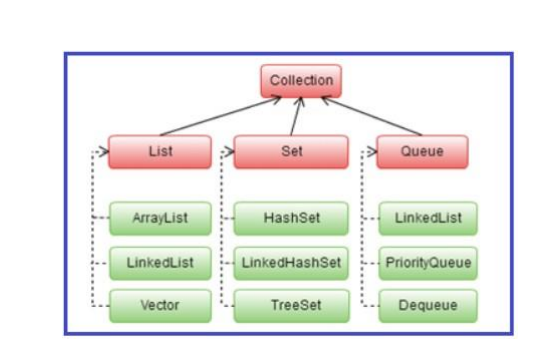 Collection
List Set Queue
ArrayList HashSet LinkedList
LinkedList LinkedHashSet PriorityQueue
Vector TreeSet Dequeue